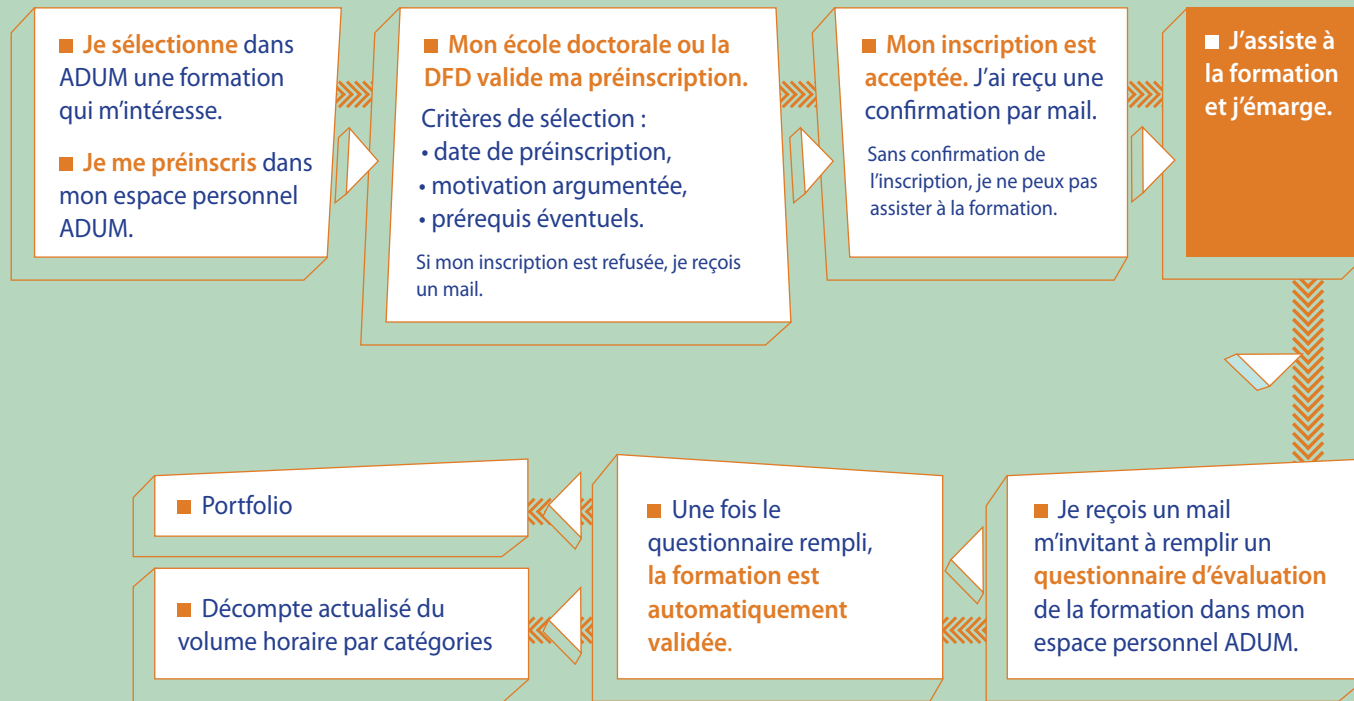 ■ Je sélectionne dans
ADUM une formation
qui m'intéresse.
■ Je me préinscris dans
mon espace personnel
ADUM.
■ Mon école doctorale ou la
DFD valide ma préinscription.
Critères de sélection :
• date de préinscription,
• motivation argumentée,
• prérequis éventuels.
Si mon inscription est refusée, je reçois
un mail.
■ Mon inscription est
acceptée. J'ai reçu une
confirmation par mail.
Sans confirmation de
l'inscription, je ne peux pas
assister à la formation.
■ J'assiste à
la formation
et j'émarge.
■ Je reçois un mail
m'invitant à remplir un
questionnaire d'évaluation
de la formation dans mon
espace personnel ADUM.
■ Une fois le
questionnaire rempli,
la formation est
automatiquement
validée.
■ Portfolio
■ Décompte actualisé du
volume horaire par catégories